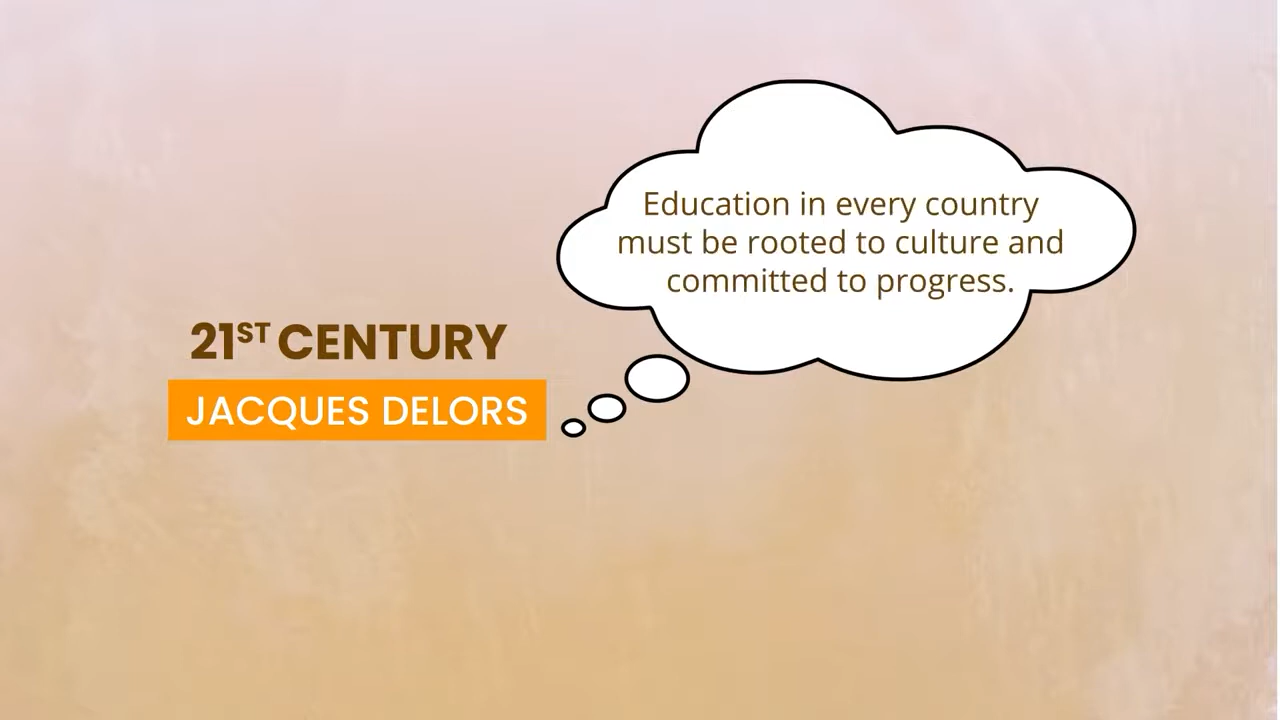 Education in every country
must be rooted to culture and
committed to progress.
21ST CENTURY
JACQUES DELORS